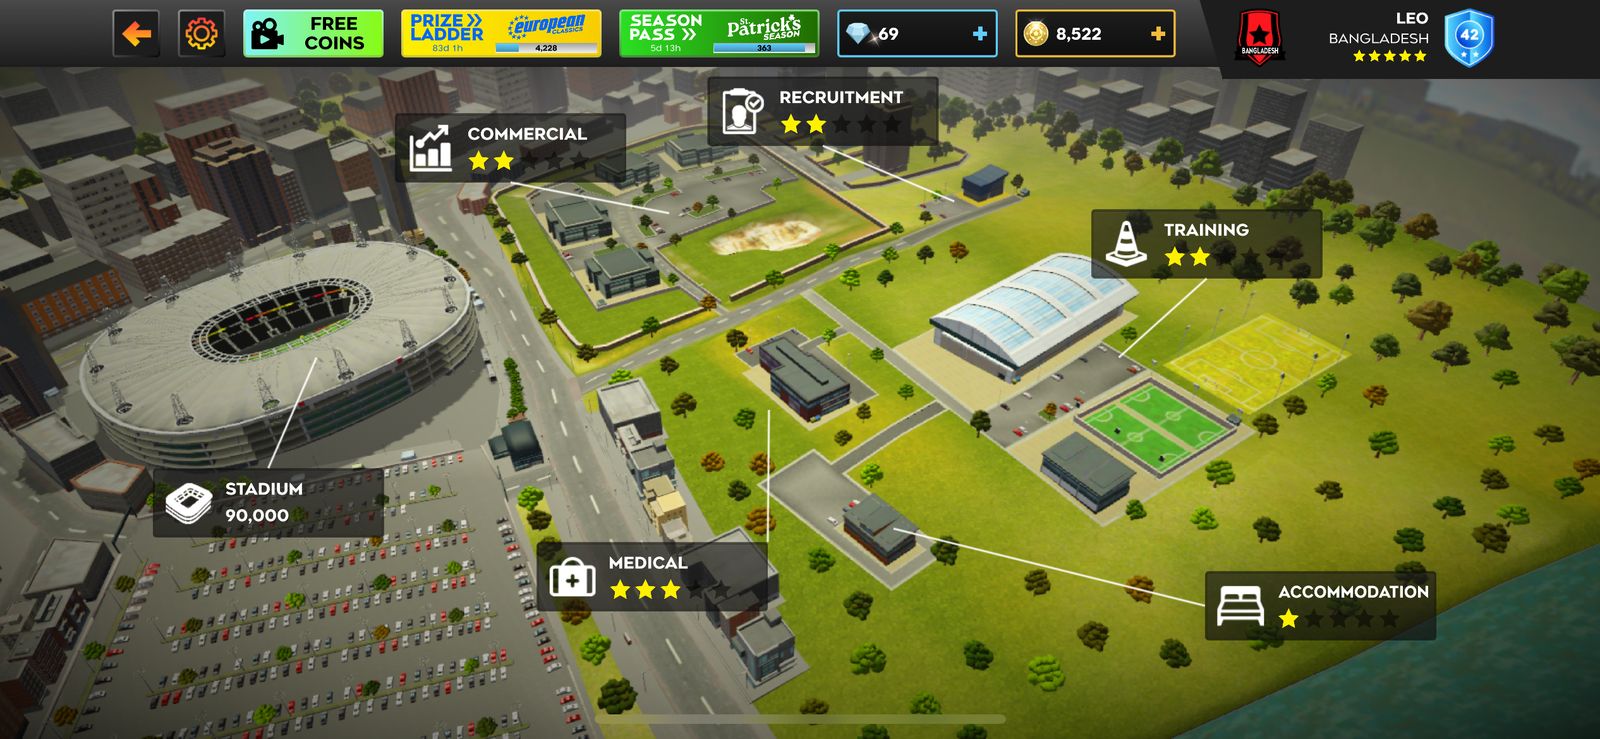 FREE
COINS
PRIZE >>
LADDER
european
CLASSICS
83d 1h
4,228
SEASON
PASS >>
St.
Patrick's
SEASON
5d 13h
363
69
8,522
BANGLADESH
LEO
BANGLADESH
42
RECRUITMENT
COMMERCIAL
TRAINING
STADIUM
90,000
MEDICAL
ACCOMMODATION